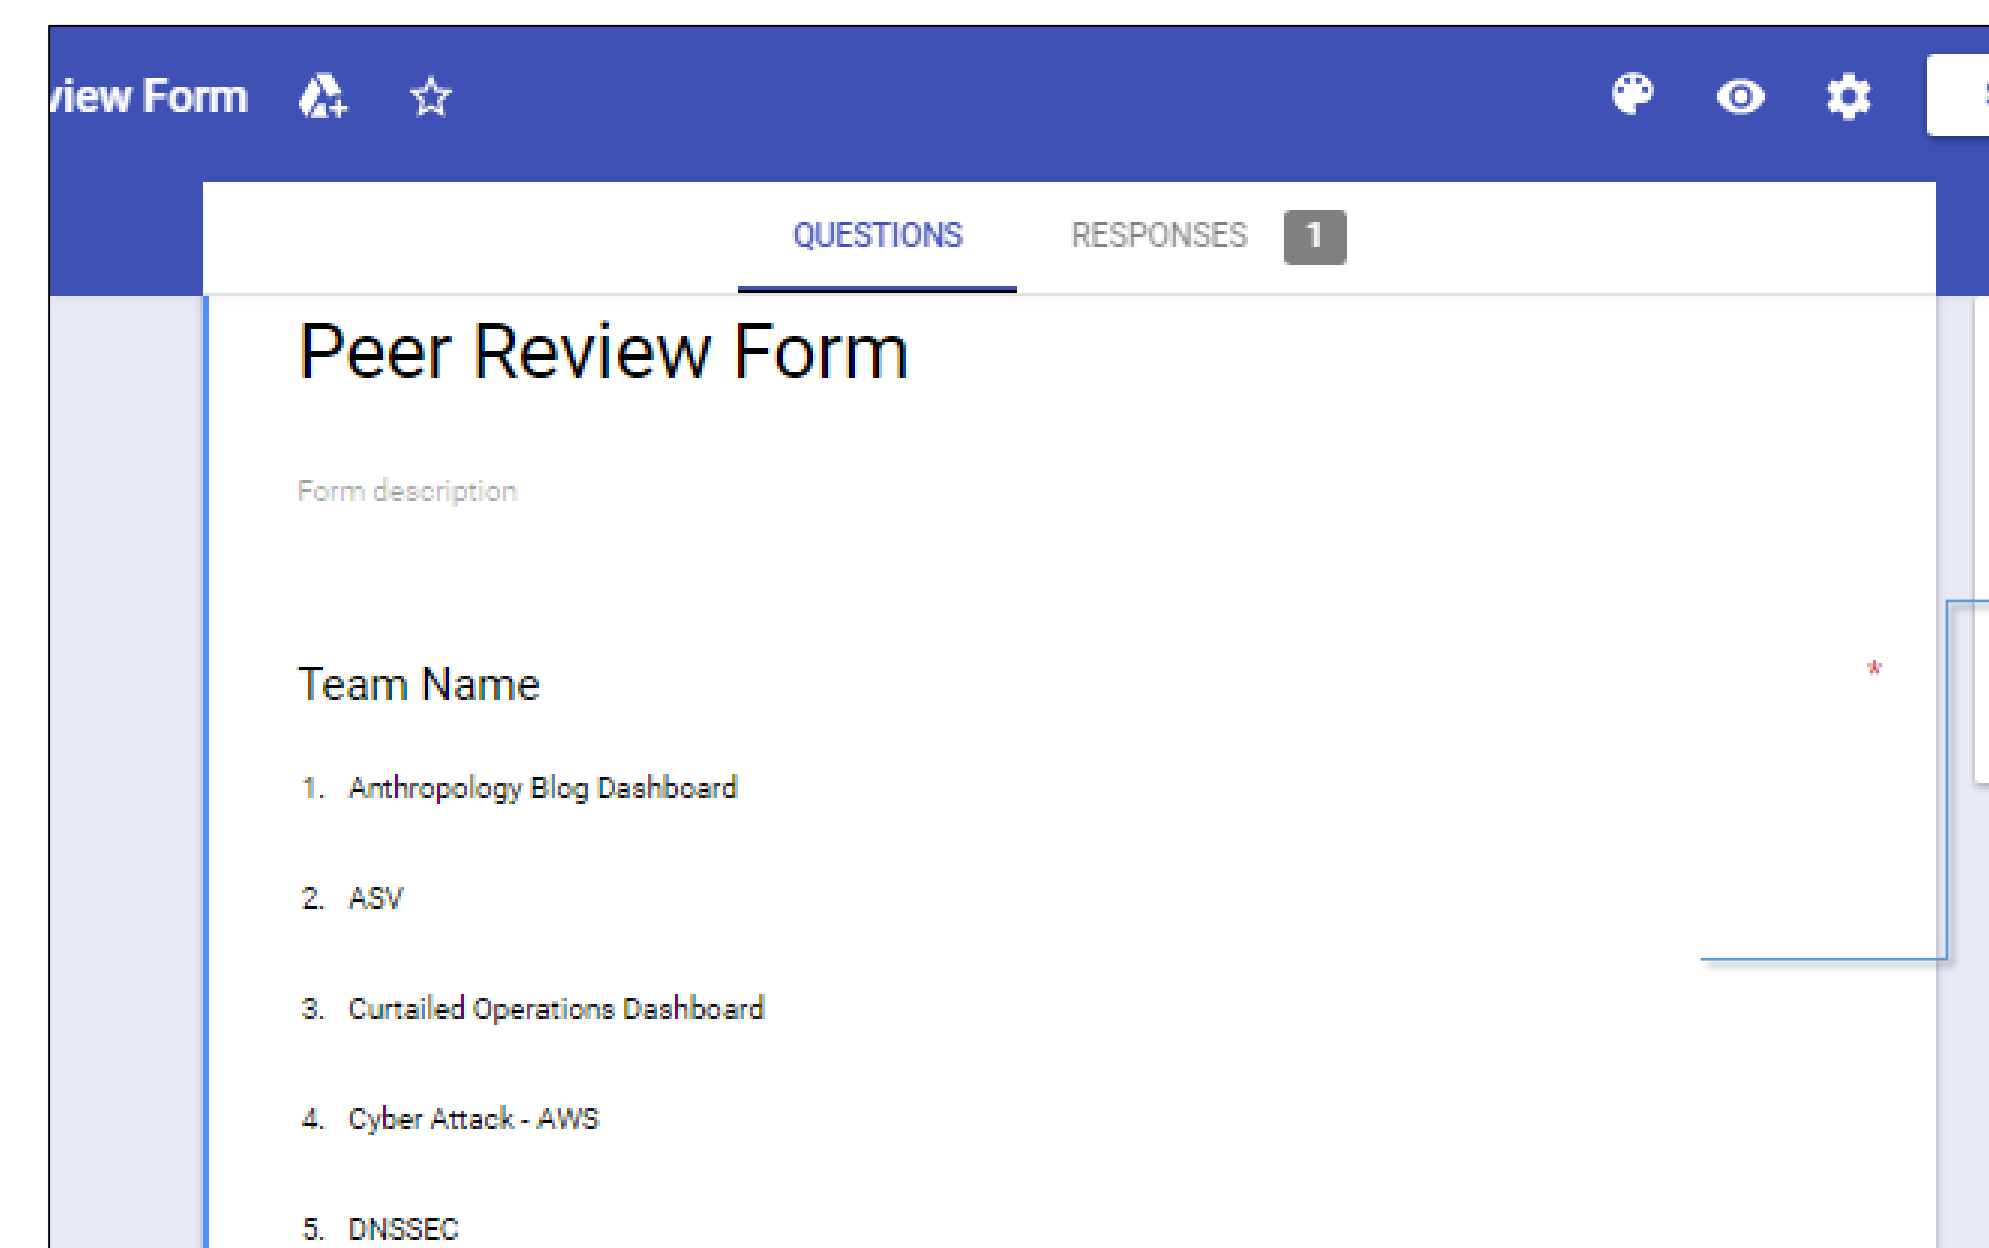 view Form
QUESTIONS RESPONSES 1
Peer Review Form
Form description
Team Name *
1. Anthropology Blog Dashboard
2. ASV
3. Curtailed Operations Dashboard
4. Cyber Attack - AWS
5. DNSSEC